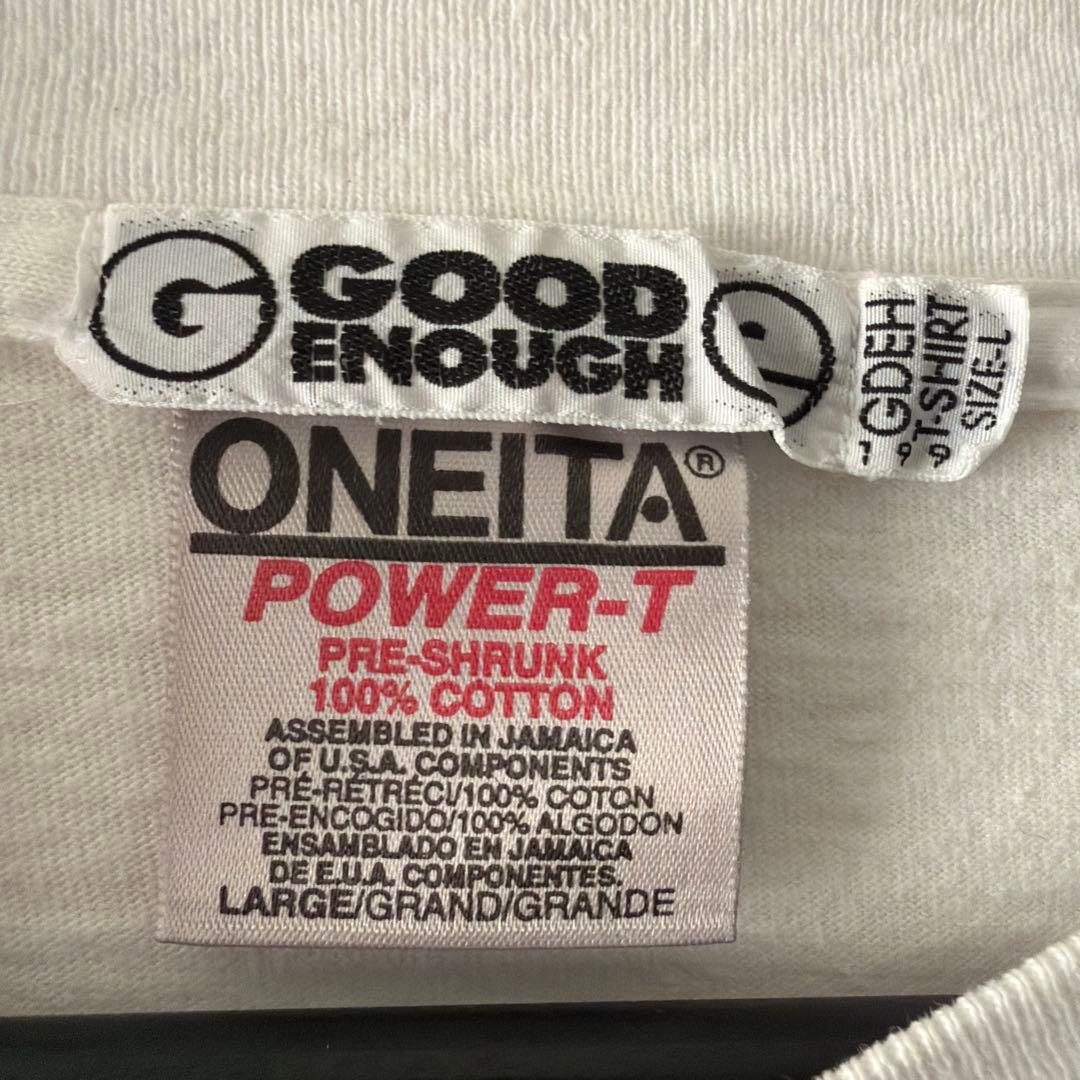 G GOOD
ENOUGH
GDEH
T-SHIRT
SIZE-L
ONEITA®
POWER-T
PRE-SHRUNK
100% COTTON
ASSEMBLED IN JAMAICA
OF U.S.A. COMPONENTS
PRÉ-RÉTRÉCI/100% COTON
PRE-ENCOGIDO/100% ALGODON
ENSAMBLADO EN JAMAICA
DE E.U.A. COMPONENTES
LARGE/GRAND/GRANDE